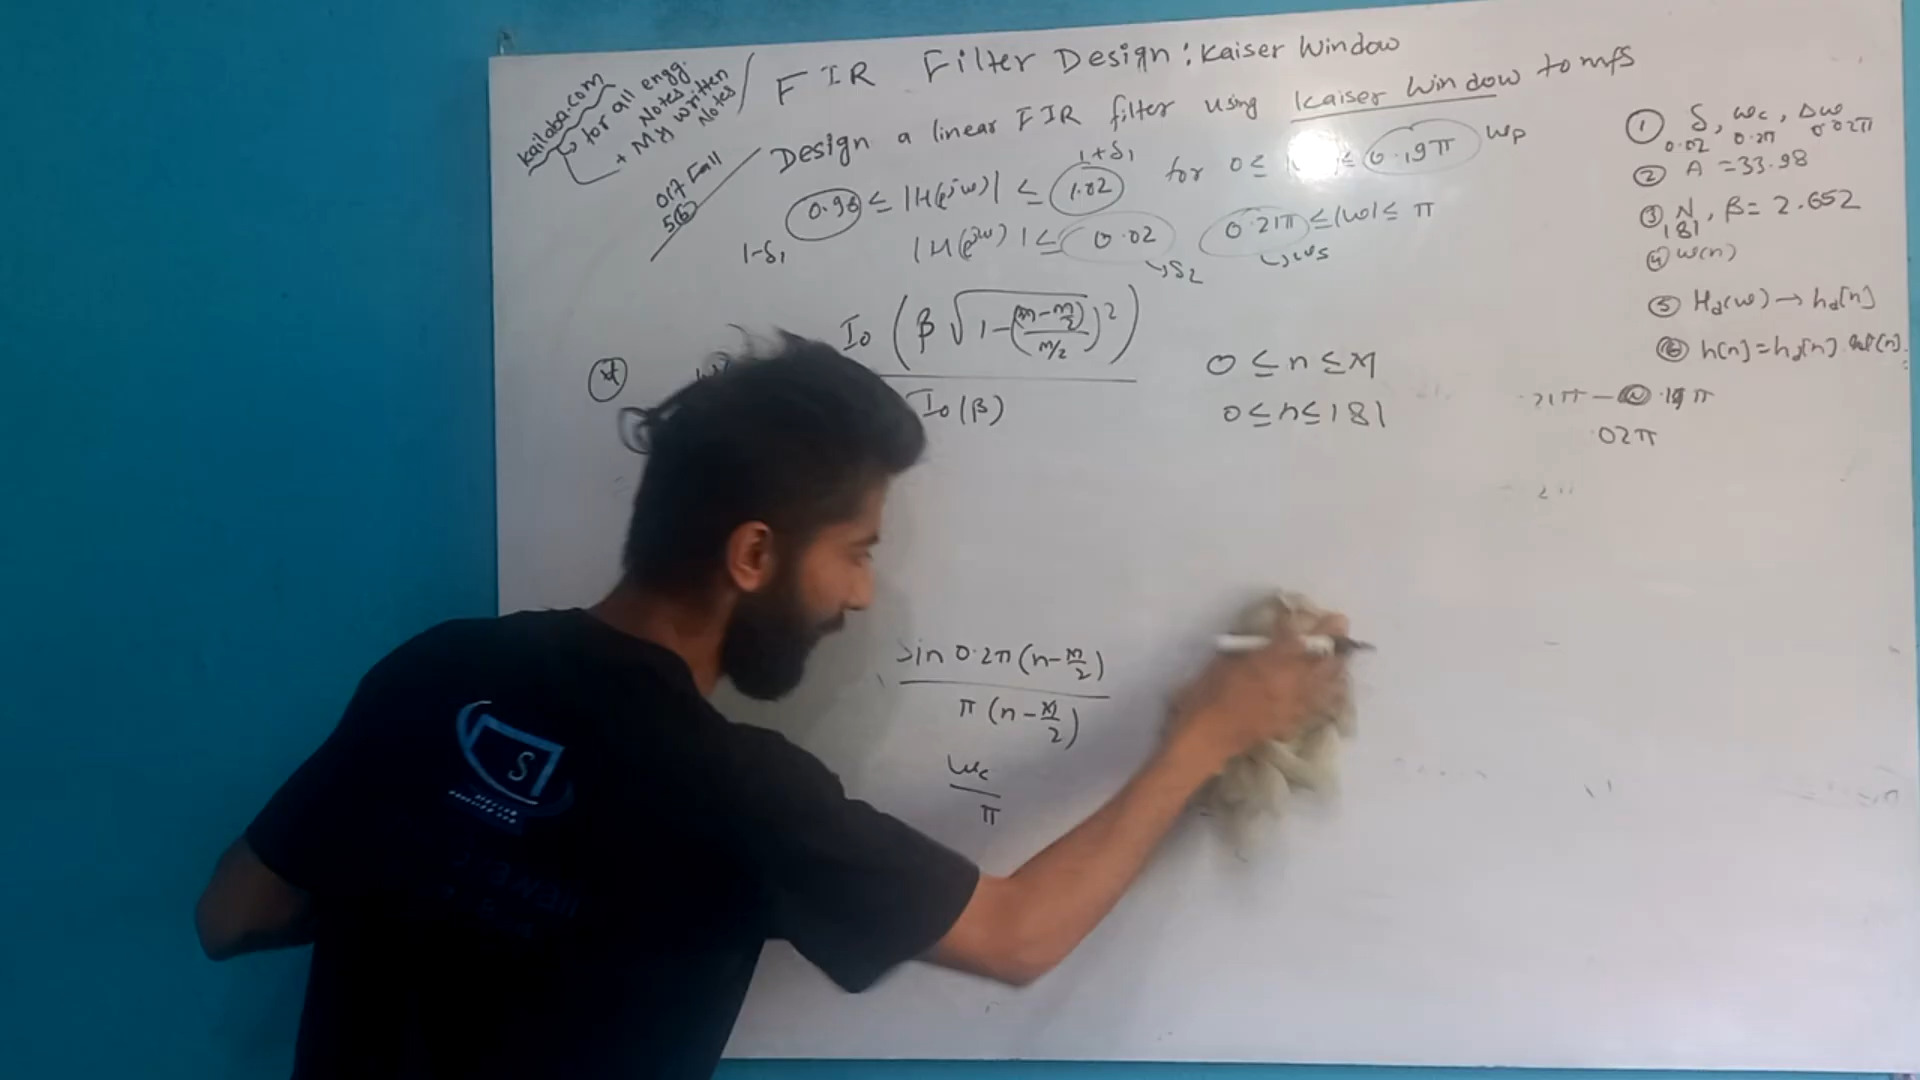 kailaba.com
for all engg.
Notes
+ My written
Notes
FIR Filter Design: Kaiser Window
Design a linear FIR filter using Kaiser Window to mfs
017 Fall
5(b)
0.98 ≤ |H(e^jω)| ≤ 1.02 for 0 ≤ ≤ 0.19π ωp
1+δ1
1-δ1
|H(e^jω)| ≤ 0.02 0.21π ≤ |ω| ≤ π
↳δ2 ↳ωs
I0 (β √(1-((n-M/2)/(M/2))^2))
I0(β)
0 ≤ n ≤ M
0 ≤ n ≤ 181
sin 0.2π(n-M/2)
π(n-M/2)
ωc
π
① δ, ωc, Δω
0.02 0.2π 0.02π
② A = 33.98
③ N, β = 2.652
181
④ w(n)
⑤ Hd(ω) → hd[n]
⑥ h[n] = hd[n]. w[n].
.21π - .19π
.02π
S